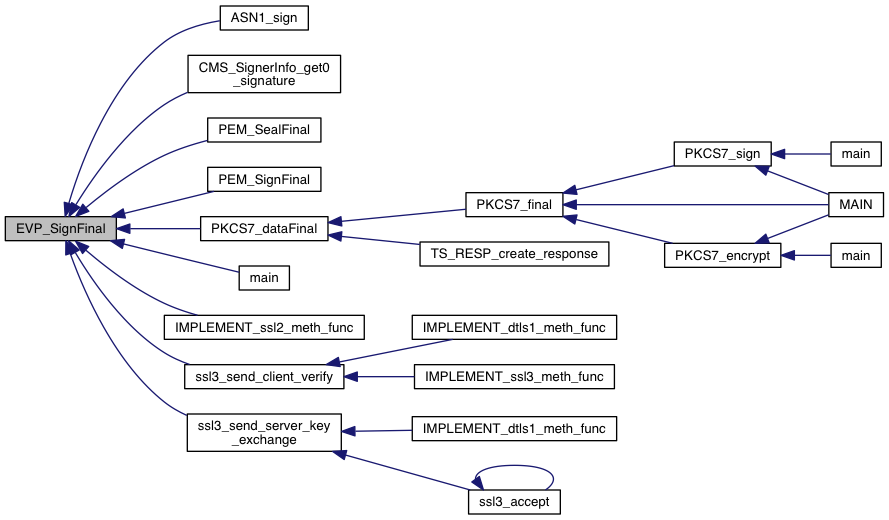 ASN1_sign
CMS_SignerInfo_get0
_signature
PEM_SealFinal
PKCS7_sign
main
PEM_SignFinal
PKCS7_final
MAIN
EVP_SignFinal
PKCS7_dataFinal
TS_RESP_create_response
PKCS7_encrypt
main
main
IMPLEMENT_ssl2_meth_func
IMPLEMENT_dtls1_meth_func
ssl3_send_client_verify
IMPLEMENT_ssl3_meth_func
ssl3_send_server_key
_exchange
IMPLEMENT_dtls1_meth_func
ssl3_accept